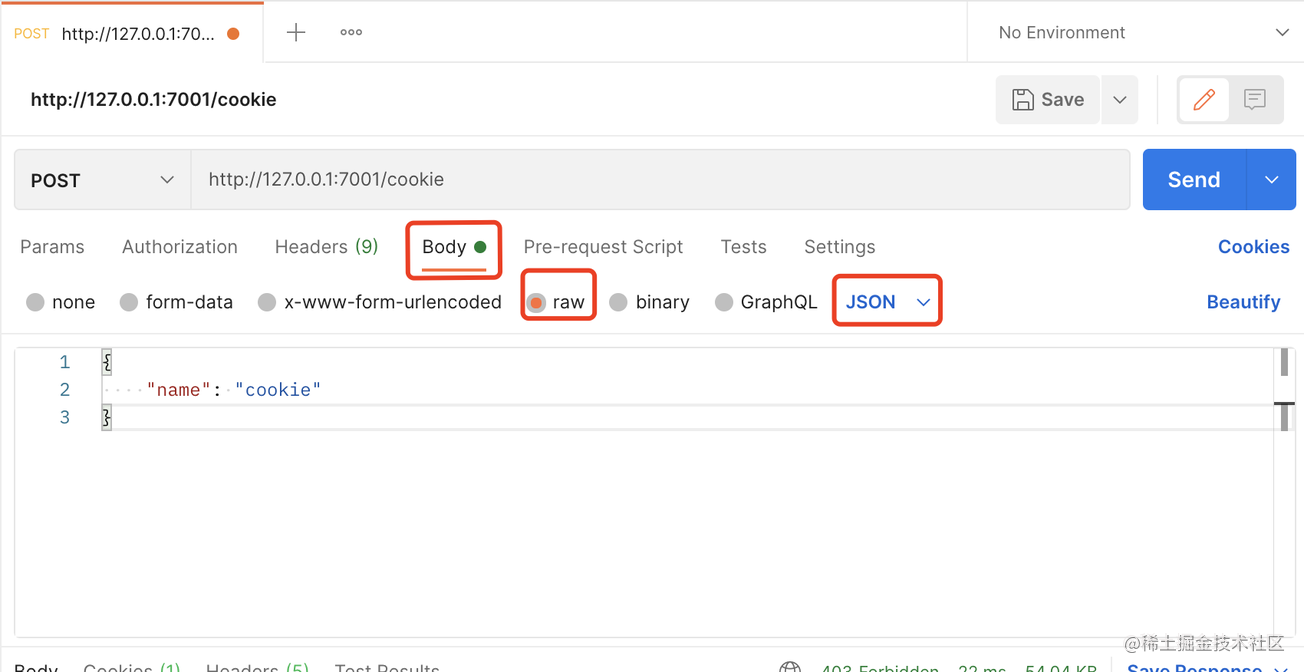 POST http://127.0.0.1:70... No Environment
http://127.0.0.1:7001/cookie Save
POST http://127.0.0.1:7001/cookie Send
Params Authorization Headers (9) Body Pre-request Script Tests Settings Cookies
none form-data x-www-form-urlencoded raw binary GraphQL JSON Beautify
1 {
2 "name": "cookie"
3 }
@稀土掘金技术社区
Body Cookies (1) Headers (5) Test Results 403 Forbidden 22 ms 54.04 KB Save Response